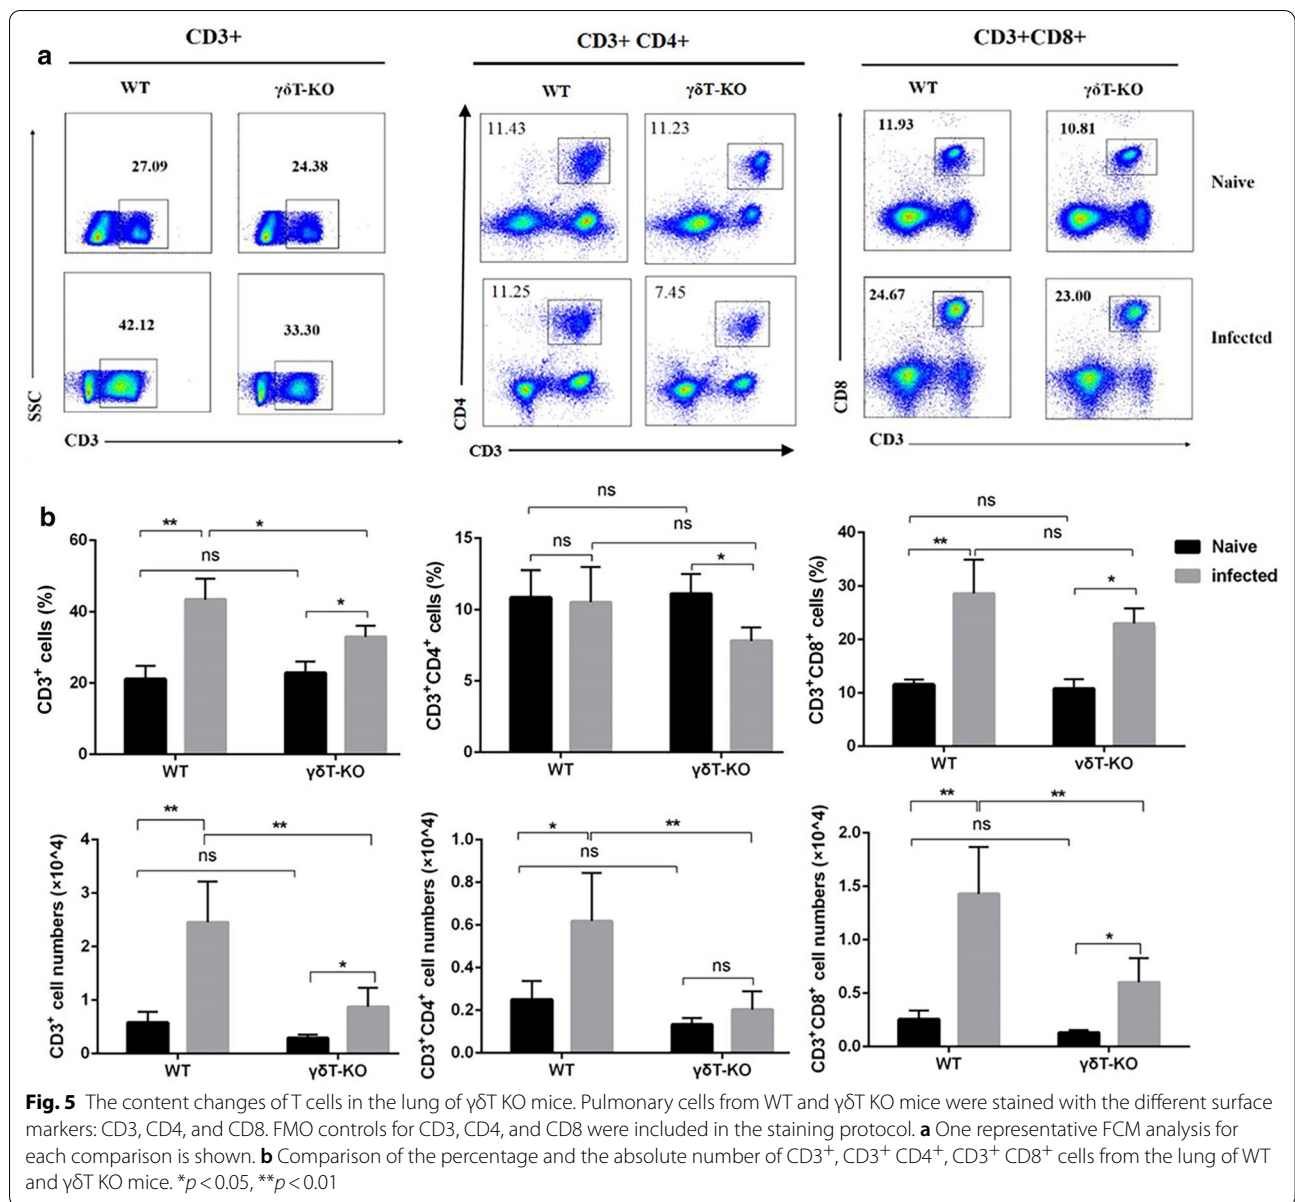 a
CD3+
CD3+ CD4+
CD3+CD8+
WT
γδT-KO
WT
γδT-KO
WT
γδT-KO
27.09
24.38
11.43
11.23
11.93
10.81
Naive
42.12
33.30
11.25
7.45
24.67
23.00
Infected
SSC
CD3
CD4
CD3
CD8
CD3
b
ns
ns
ns
*
ns
**
*
ns
*
CD3+ cells (%)
60
40
20
0
WT
γδT-KO
ns
ns
*
CD3+CD4+ cells (%)
15
10
5
0
WT
γδT-KO
**
ns
*
CD3+CD8+ cells (%)
40
30
20
10
0
WT
νδT-KO
Naive
infected
**
**
ns
*
CD3+ cell numbers (×10^4)
4
3
2
1
0
WT
γδT-KO
*
**
ns
ns
CD3+CD4+ cell numbers (×10^4)
1.0
0.8
0.6
0.4
0.2
0.0
WT
γδT-KO
**
**
ns
*
CD3+CD8+ cell numbers (×10^4)
2.0
1.5
1.0
0.5
0.0
WT
γδT-KO
Fig. 5 The content changes of T cells in the lung of γδT KO mice. Pulmonary cells from WT and γδT KO mice were stained with the different surface
markers: CD3, CD4, and CD8. FMO controls for CD3, CD4, and CD8 were included in the staining protocol. a One representative FCM analysis for
each comparison is shown. b Comparison of the percentage and the absolute number of CD3+, CD3+ CD4+, CD3+ CD8+ cells from the lung of WT
and γδT KO mice. *p < 0.05, **p < 0.01